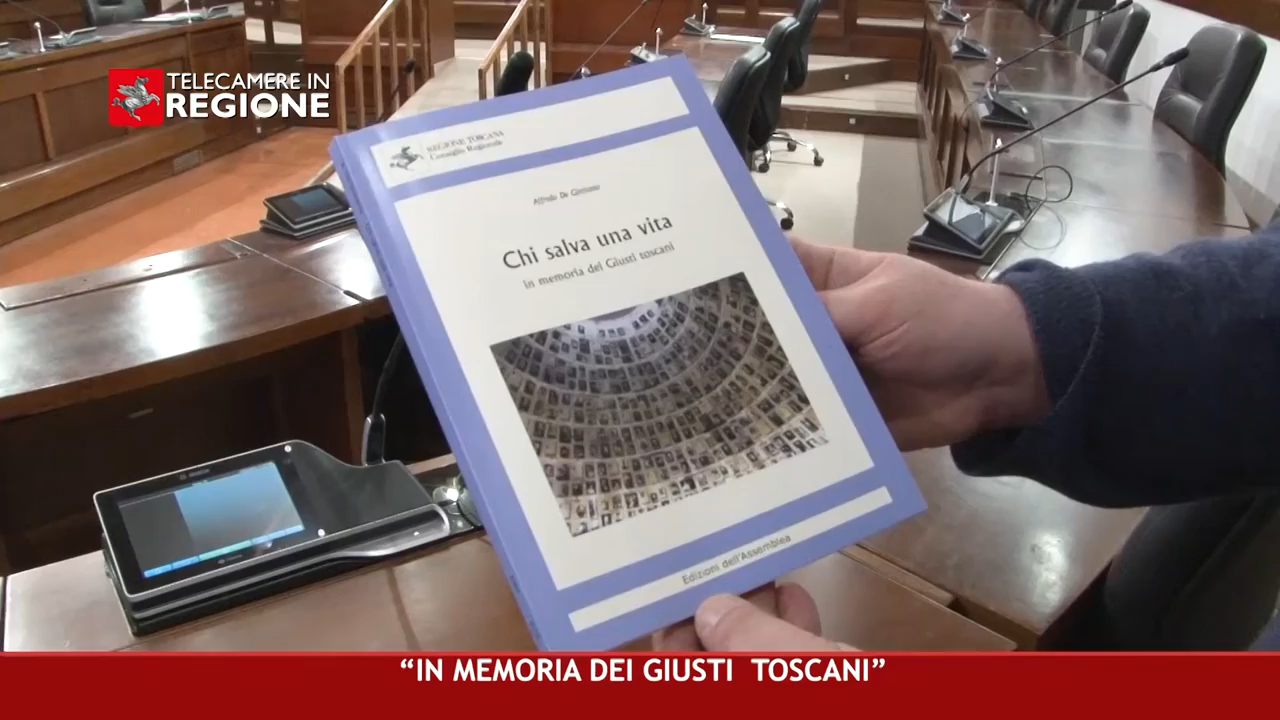 TELECAMERE IN
REGIONE
REGIONE TOSCANA
Consiglio Regionale
Alfredo De Girolamo
Chi salva una vita
in memoria dei Giusti toscani
Edizioni dell'Assemblea
“IN MEMORIA DEI GIUSTI TOSCANI”